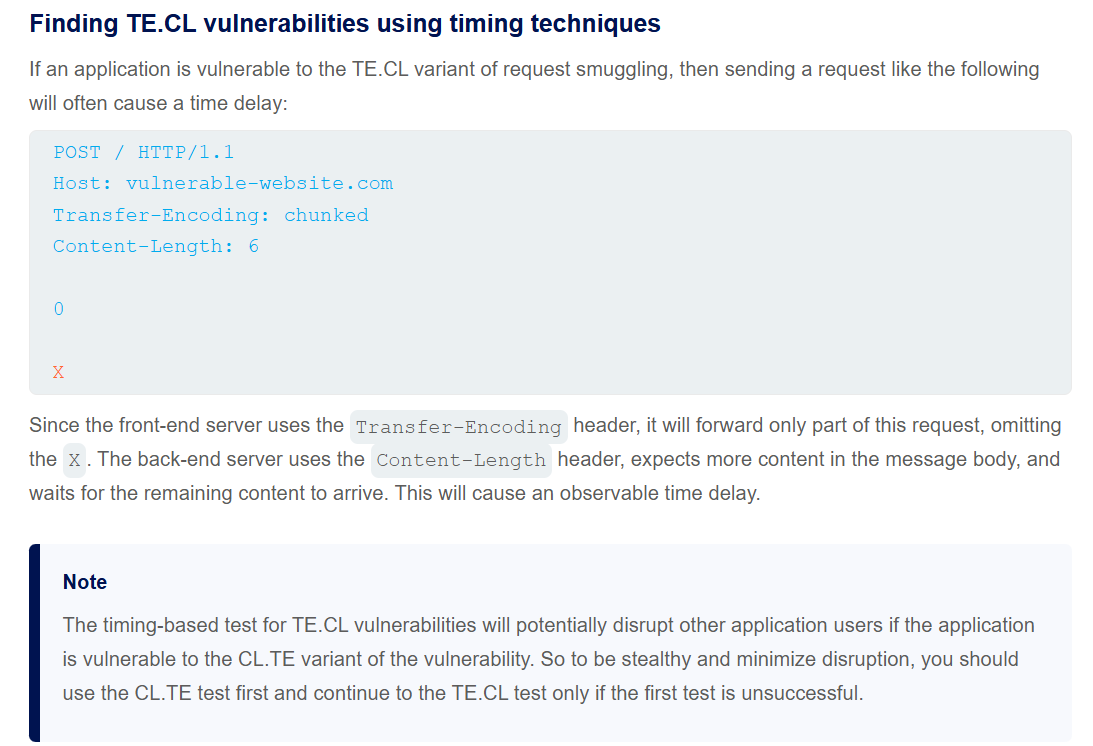 Finding TE.CL vulnerabilities using timing techniques
If an application is vulnerable to the TE.CL variant of request smuggling, then sending a request like the following
will often cause a time delay:
POST / HTTP/1.1
Host: vulnerable-website.com
Transfer-Encoding: chunked
Content-Length: 6
0
X
Since the front-end server uses the Transfer-Encoding header, it will forward only part of this request, omitting
the X. The back-end server uses the Content-Length header, expects more content in the message body, and
waits for the remaining content to arrive. This will cause an observable time delay.
Note
The timing-based test for TE.CL vulnerabilities will potentially disrupt other application users if the application
is vulnerable to the CL.TE variant of the vulnerability. So to be stealthy and minimize disruption, you should
use the CL.TE test first and continue to the TE.CL test only if the first test is unsuccessful.